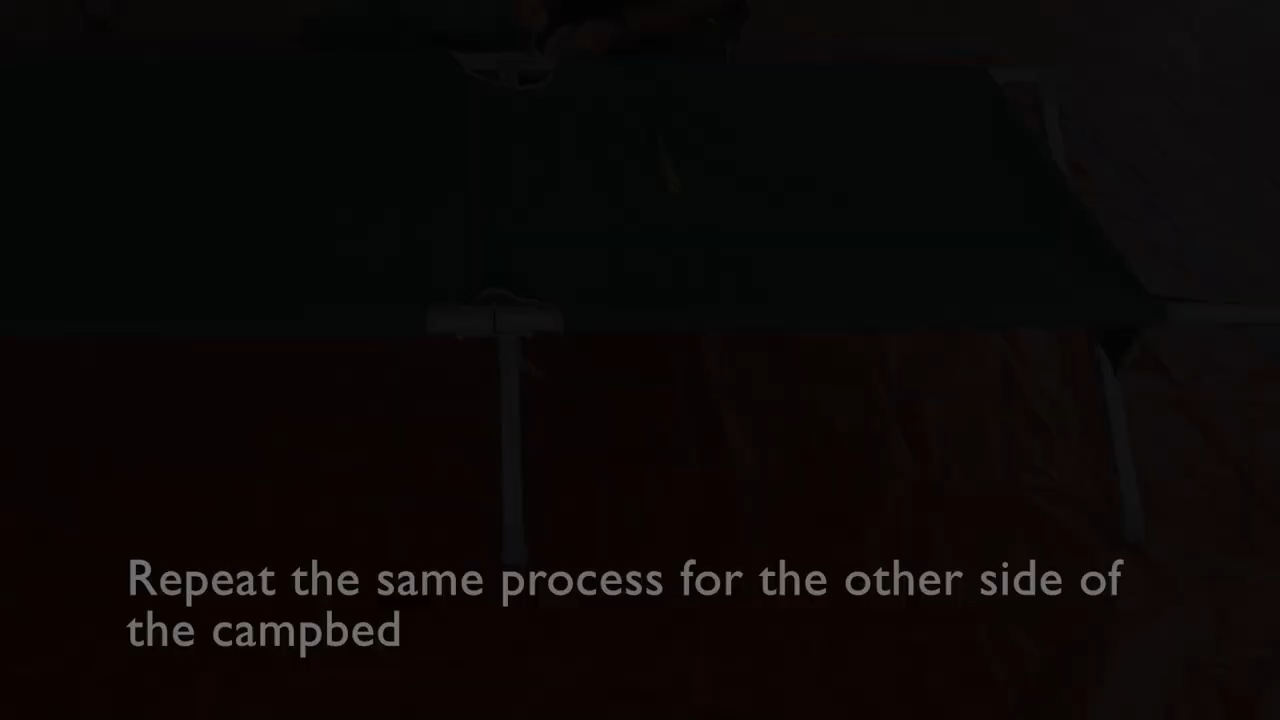 Repeat the same process for the other side of
the campbed